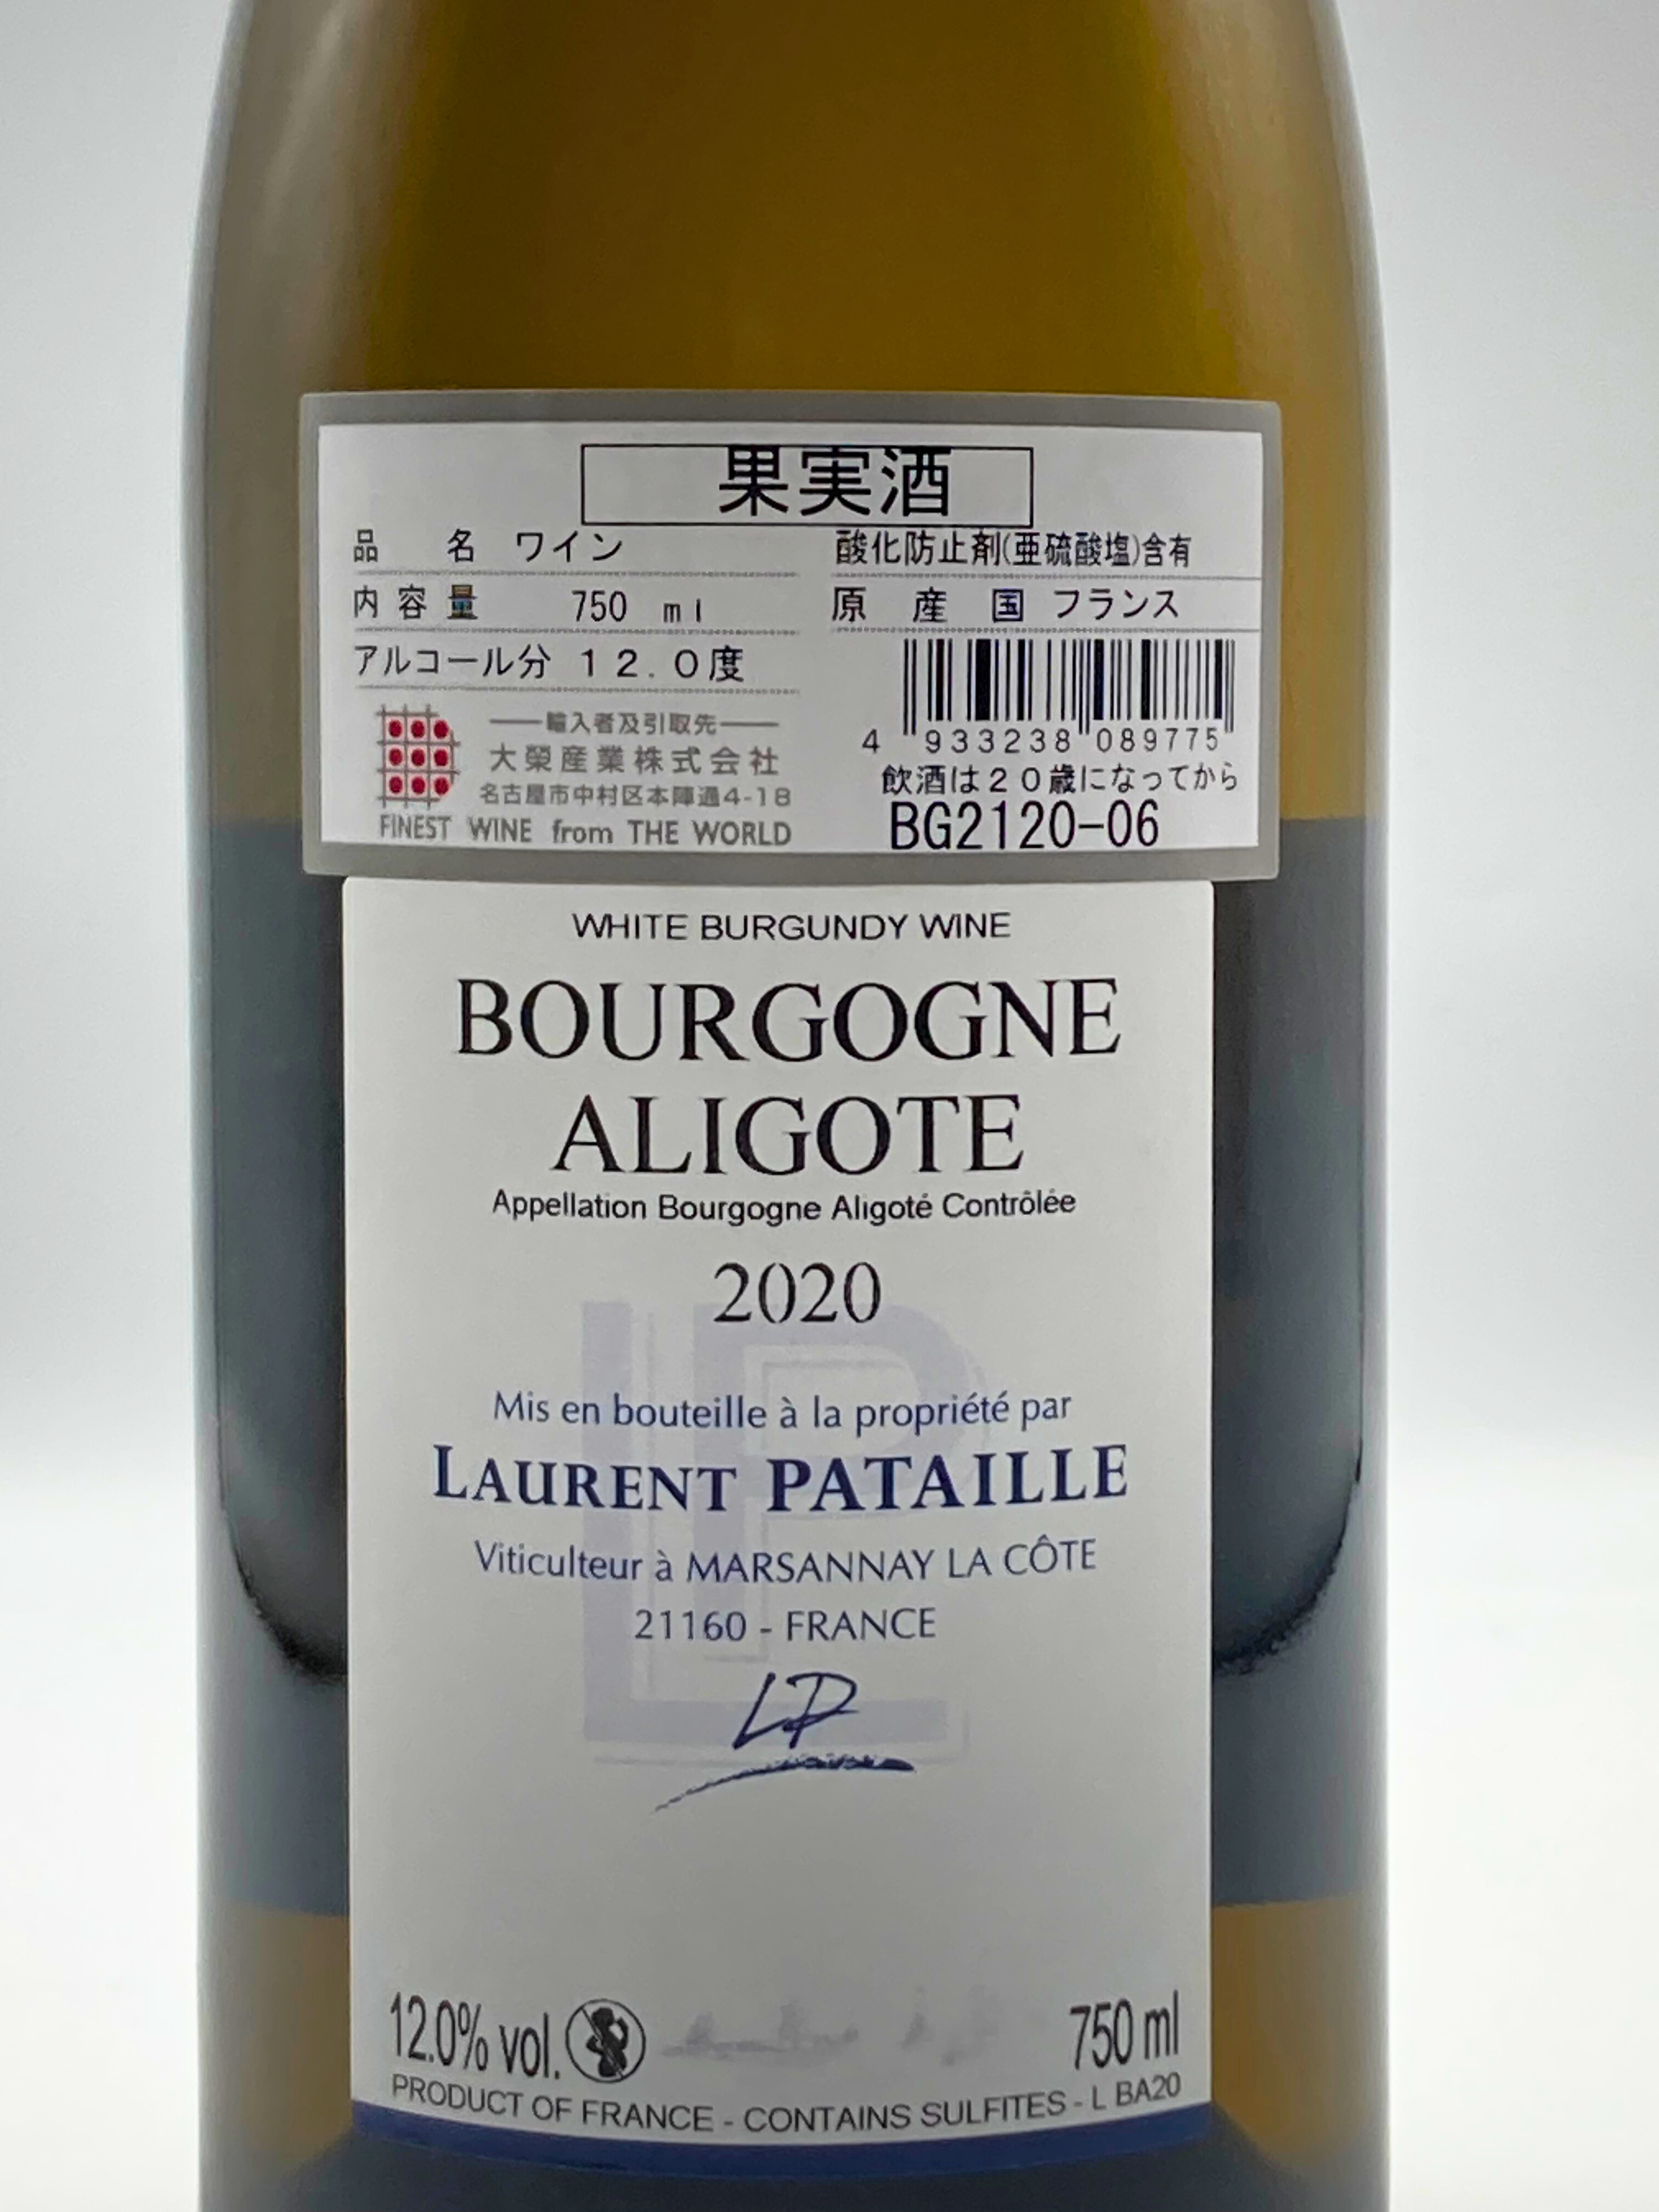 果実酒
品 名 ワイン
酸化防止剤(亜硫酸塩)含有
内容量 750 ml
原産国 フランス
アルコール分 12.0度
輸入者及引取先
大榮産業株式会社
名古屋市中村区本陣通4-18
FINEST WINE from THE WORLD
4 933238 089775
飲酒は20歳になってから
BG2120-06
WHITE BURGUNDY WINE
BOURGOGNE
ALIGOTE
Appellation Bourgogne Aligoté Contrôlée
2020
Mis en bouteille à la propriété par
LAURENT PATAILLE
Viticulteur à MARSANNAY LA CÔTE
21160 - FRANCE
LP
12.0% vol.
750 ml
PRODUCT OF FRANCE - CONTAINS SULFITES - L BA20